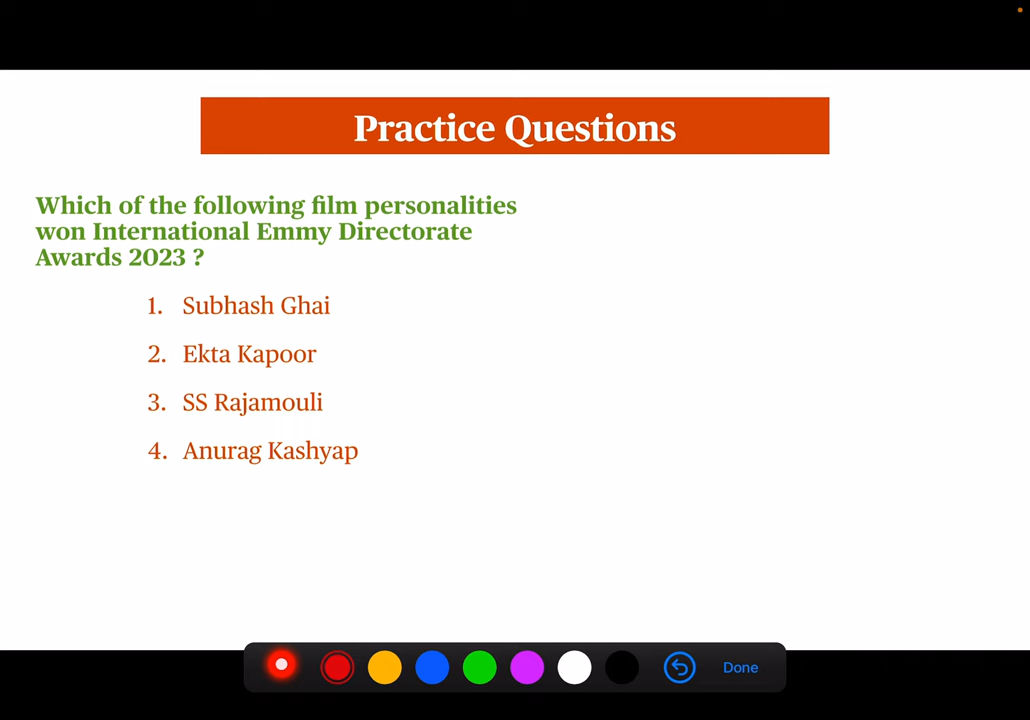 Practice Questions
Which of the following film personalities
won International Emmy Directorate
Awards 2023 ?
1. Subhash Ghai
2. Ekta Kapoor
3. SS Rajamouli
4. Anurag Kashyap
Done